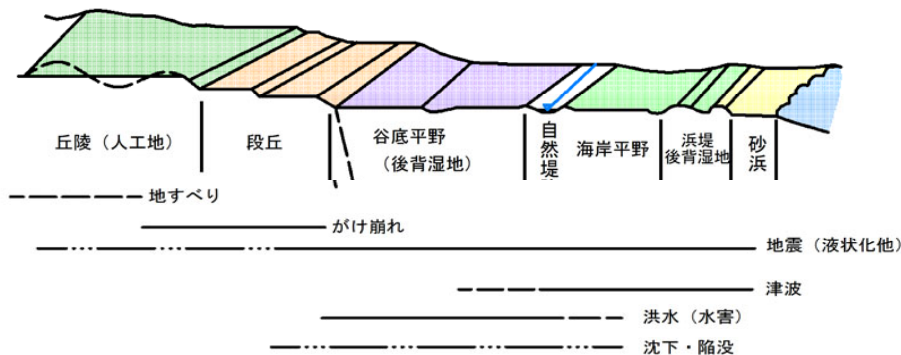 丘陵（人工地）
段丘
谷底平野
（後背湿地）
自然堤
海岸平野
浜堤
後背湿地
砂浜
地すべり
がけ崩れ
地震（液状化他）
津波
洪水（水害）
沈下・陥没